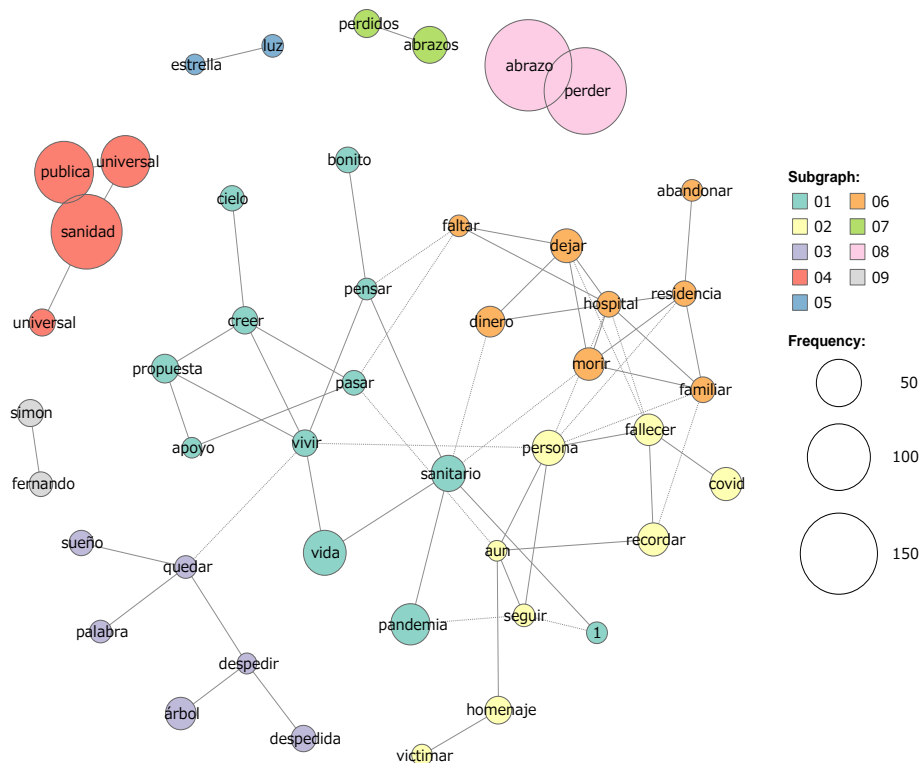 perdidos
abrazos
luz
estrella
abrazo
perder
publica
universal
sanidad
universal
bonito
cielo
abandonar
faltar
dejar
pensar
hospital
residencia
creer
dinero
propuesta
pasar
morir
familiar
simon
apoyo
vivir
persona
fallecer
fernando
sanitario
covid
sueño
quedar
vida
aun
recordar
palabra
pandemia
seguir
1
despedir
árbol
despedida
homenaje
victimar
Subgraph:
01 06
02 07
03 08
04 09
05
Frequency:
50
100
150